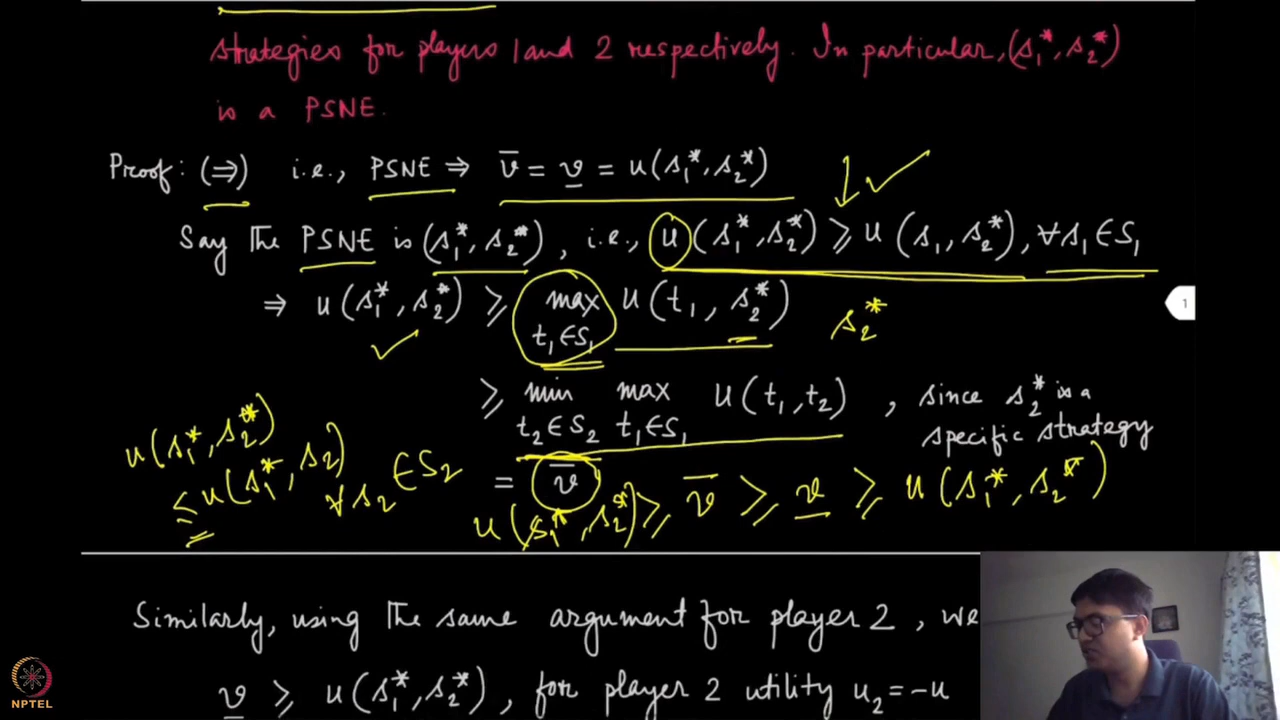 strategies for players 1 and 2 respectively. In particular, (s₁*, s₂*)
is a PSNE.
Proof: (⇒) i.e., PSNE ⇒ v̅ = v̲ = u(s₁*, s₂*)
Say the PSNE is (s₁*, s₂*), i.e., u(s₁*, s₂*) ≥ u(s₁, s₂*), ∀s₁∈S₁
⇒ u(s₁*, s₂*) ≥ max t₁∈S₁ u(t₁, s₂*)
s₂*
≥ min t₂∈S₂ max t₁∈S₁ u(t₁, t₂), since s₂* is a
specific strategy
u(s₁*, s₂*)
≤ u(s₁*, s₂)
∀s₂ ∈ S₂
= v̅
u(s₁*, s₂*) ≥ v̅ ≥ v̲ ≥ u(s₁*, s₂*)
1
Similarly, using the same argument for player 2, we
v̲ ≥ u(s₁*, s₂*), for player 2 utility u₂ = -u
NPTEL